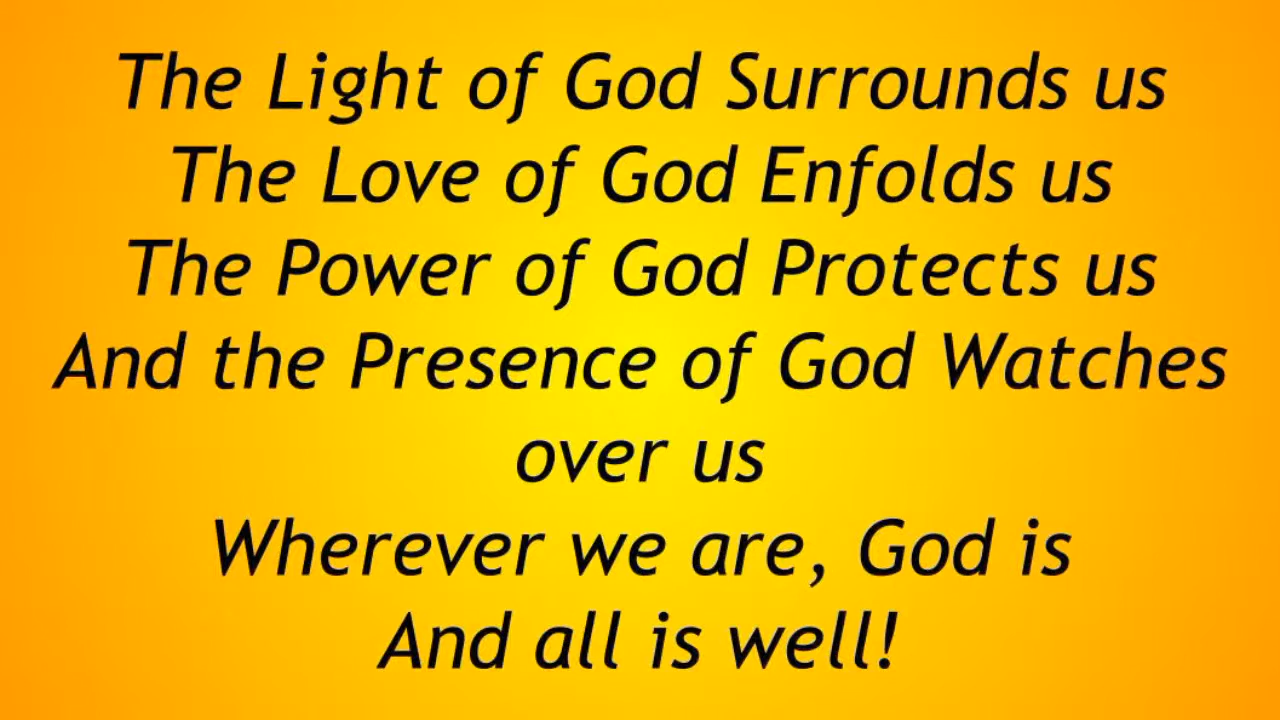 The Light of God Surrounds us
The Love of God Enfolds us
The Power of God Protects us
And the Presence of God Watches
over us
Wherever we are, God is
And all is well!